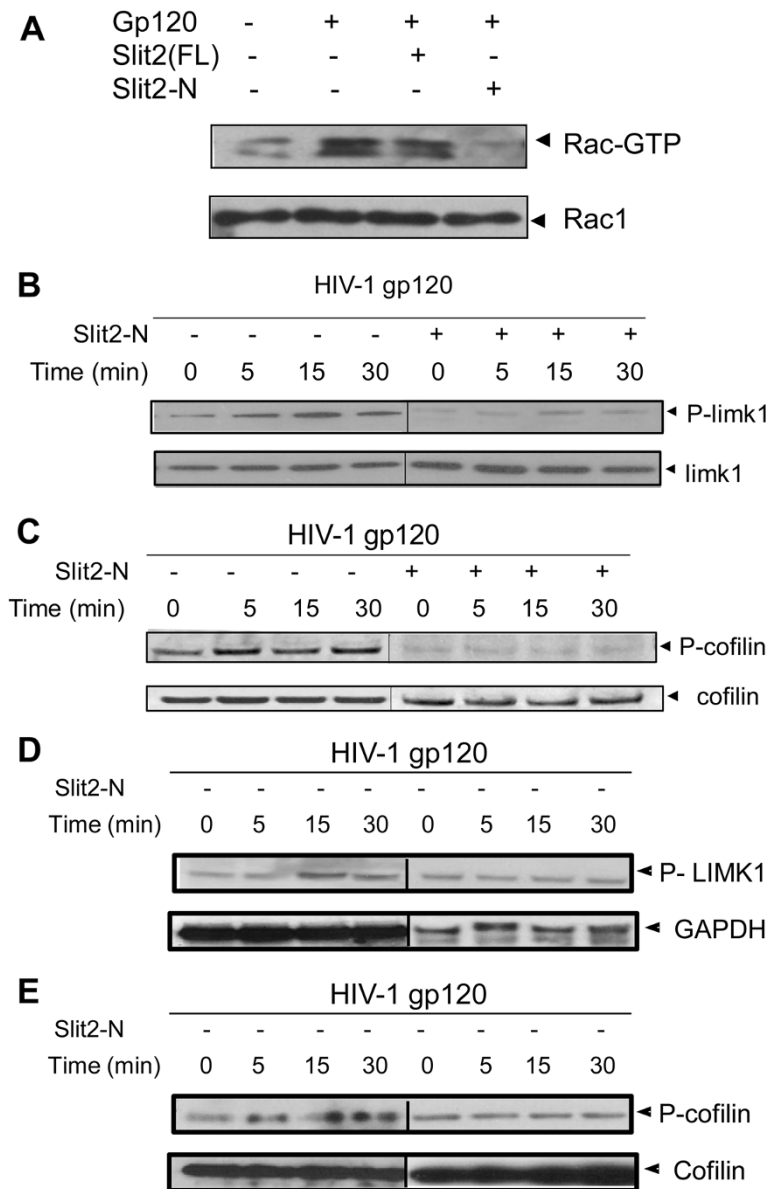 A
Gp120 - + + +
Slit2(FL) - - + -
Slit2-N - - - +
Rac-GTP
Rac1
B
HIV-1 gp120
Slit2-N - - - - + + + +
Time (min) 0 5 15 30 0 5 15 30
P-limk1
limk1
C
HIV-1 gp120
Slit2-N - - - - + + + +
Time (min) 0 5 15 30 0 5 15 30
P-cofilin
cofilin
D
HIV-1 gp120
Slit2-N - - - - - - - -
Time (min) 0 5 15 30 0 5 15 30
P- LIMK1
GAPDH
E
HIV-1 gp120
Slit2-N - - - - - - - -
Time (min) 0 5 15 30 0 5 15 30
P-cofilin
Cofilin